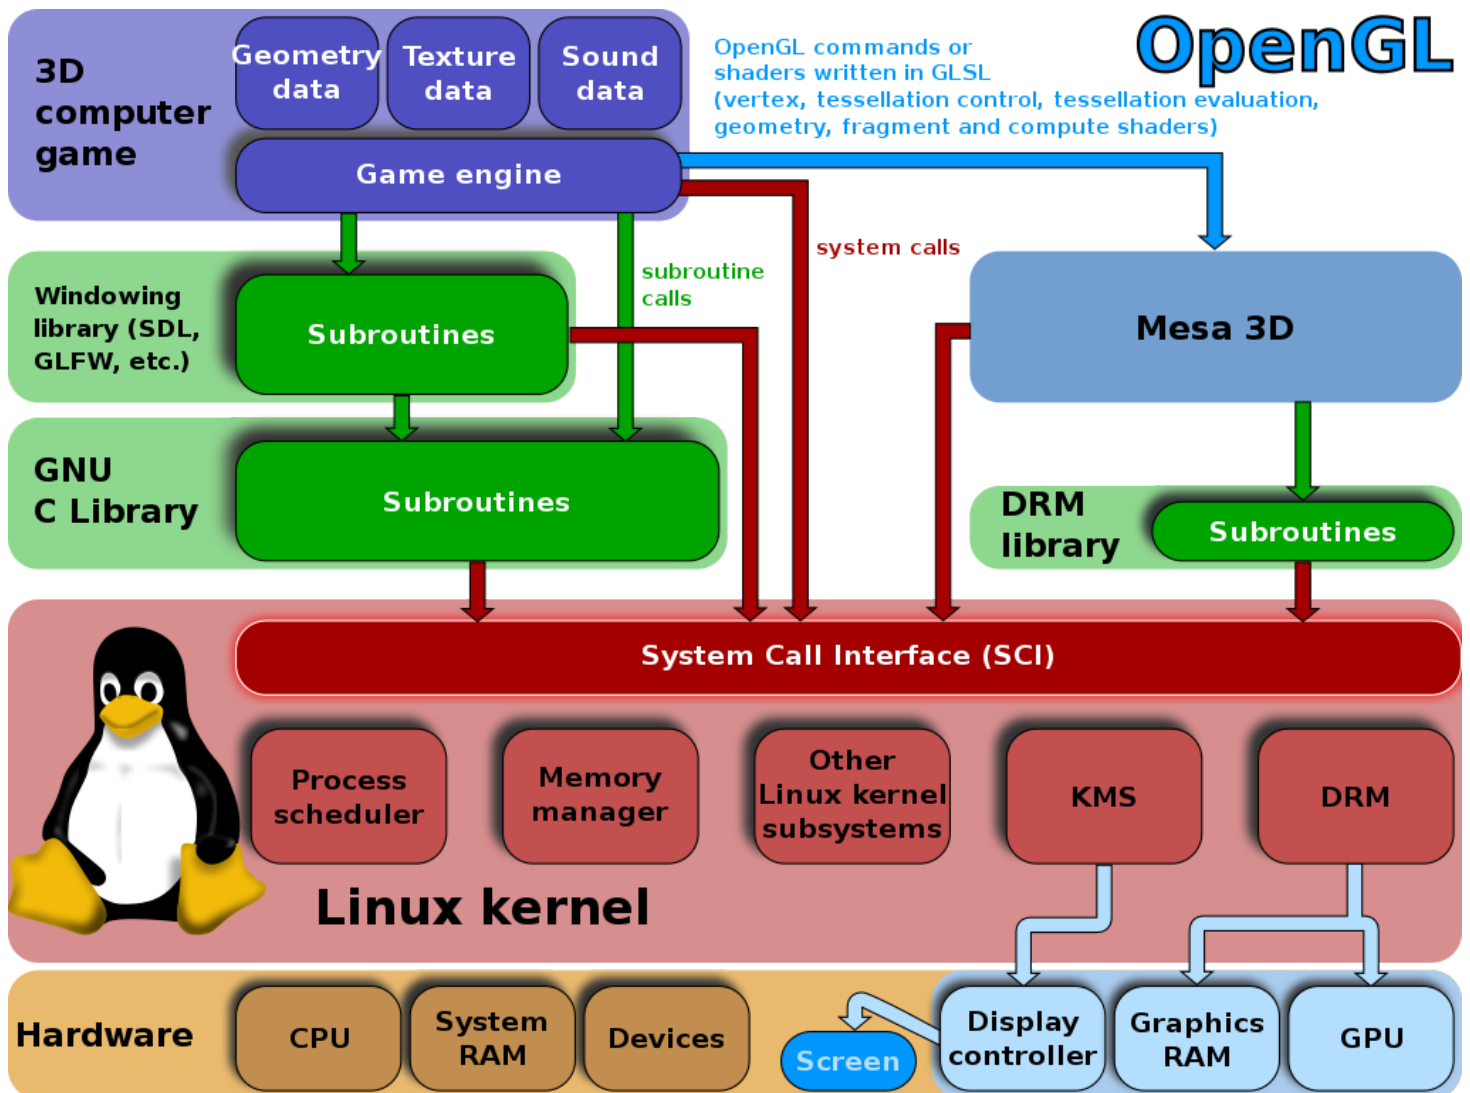 OpenGL
3D
computer
game
Geometry
data
Texture
data
Sound
data
Game engine
OpenGL commands or
shaders written in GLSL
(vertex, tessellation control, tessellation evaluation,
geometry, fragment and compute shaders)
system calls
subroutine
calls
Windowing
library (SDL,
GLFW, etc.)
Subroutines
Mesa 3D
GNU
C Library
Subroutines
DRM
library
Subroutines
System Call Interface (SCI)
Process
scheduler
Memory
manager
Other
Linux kernel
subsystems
KMS
DRM
Linux kernel
Hardware
CPU
System
RAM
Devices
Screen
Display
controller
Graphics
RAM
GPU